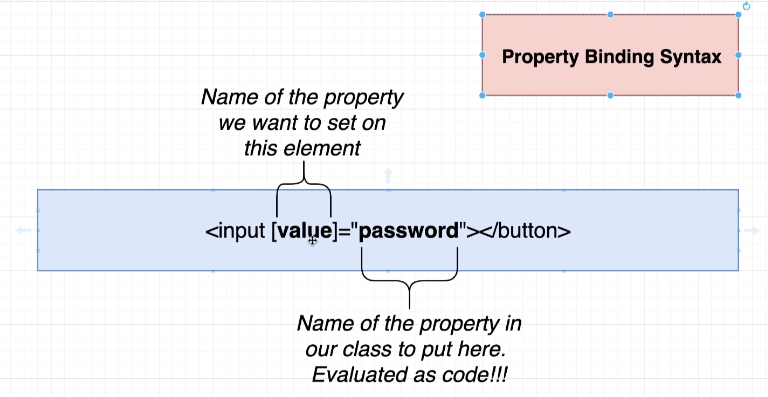 Property Binding Syntax
Name of the property
we want to set on
this element
<input [value]="password"></button>
Name of the property in
our class to put here.
Evaluated as code!!!